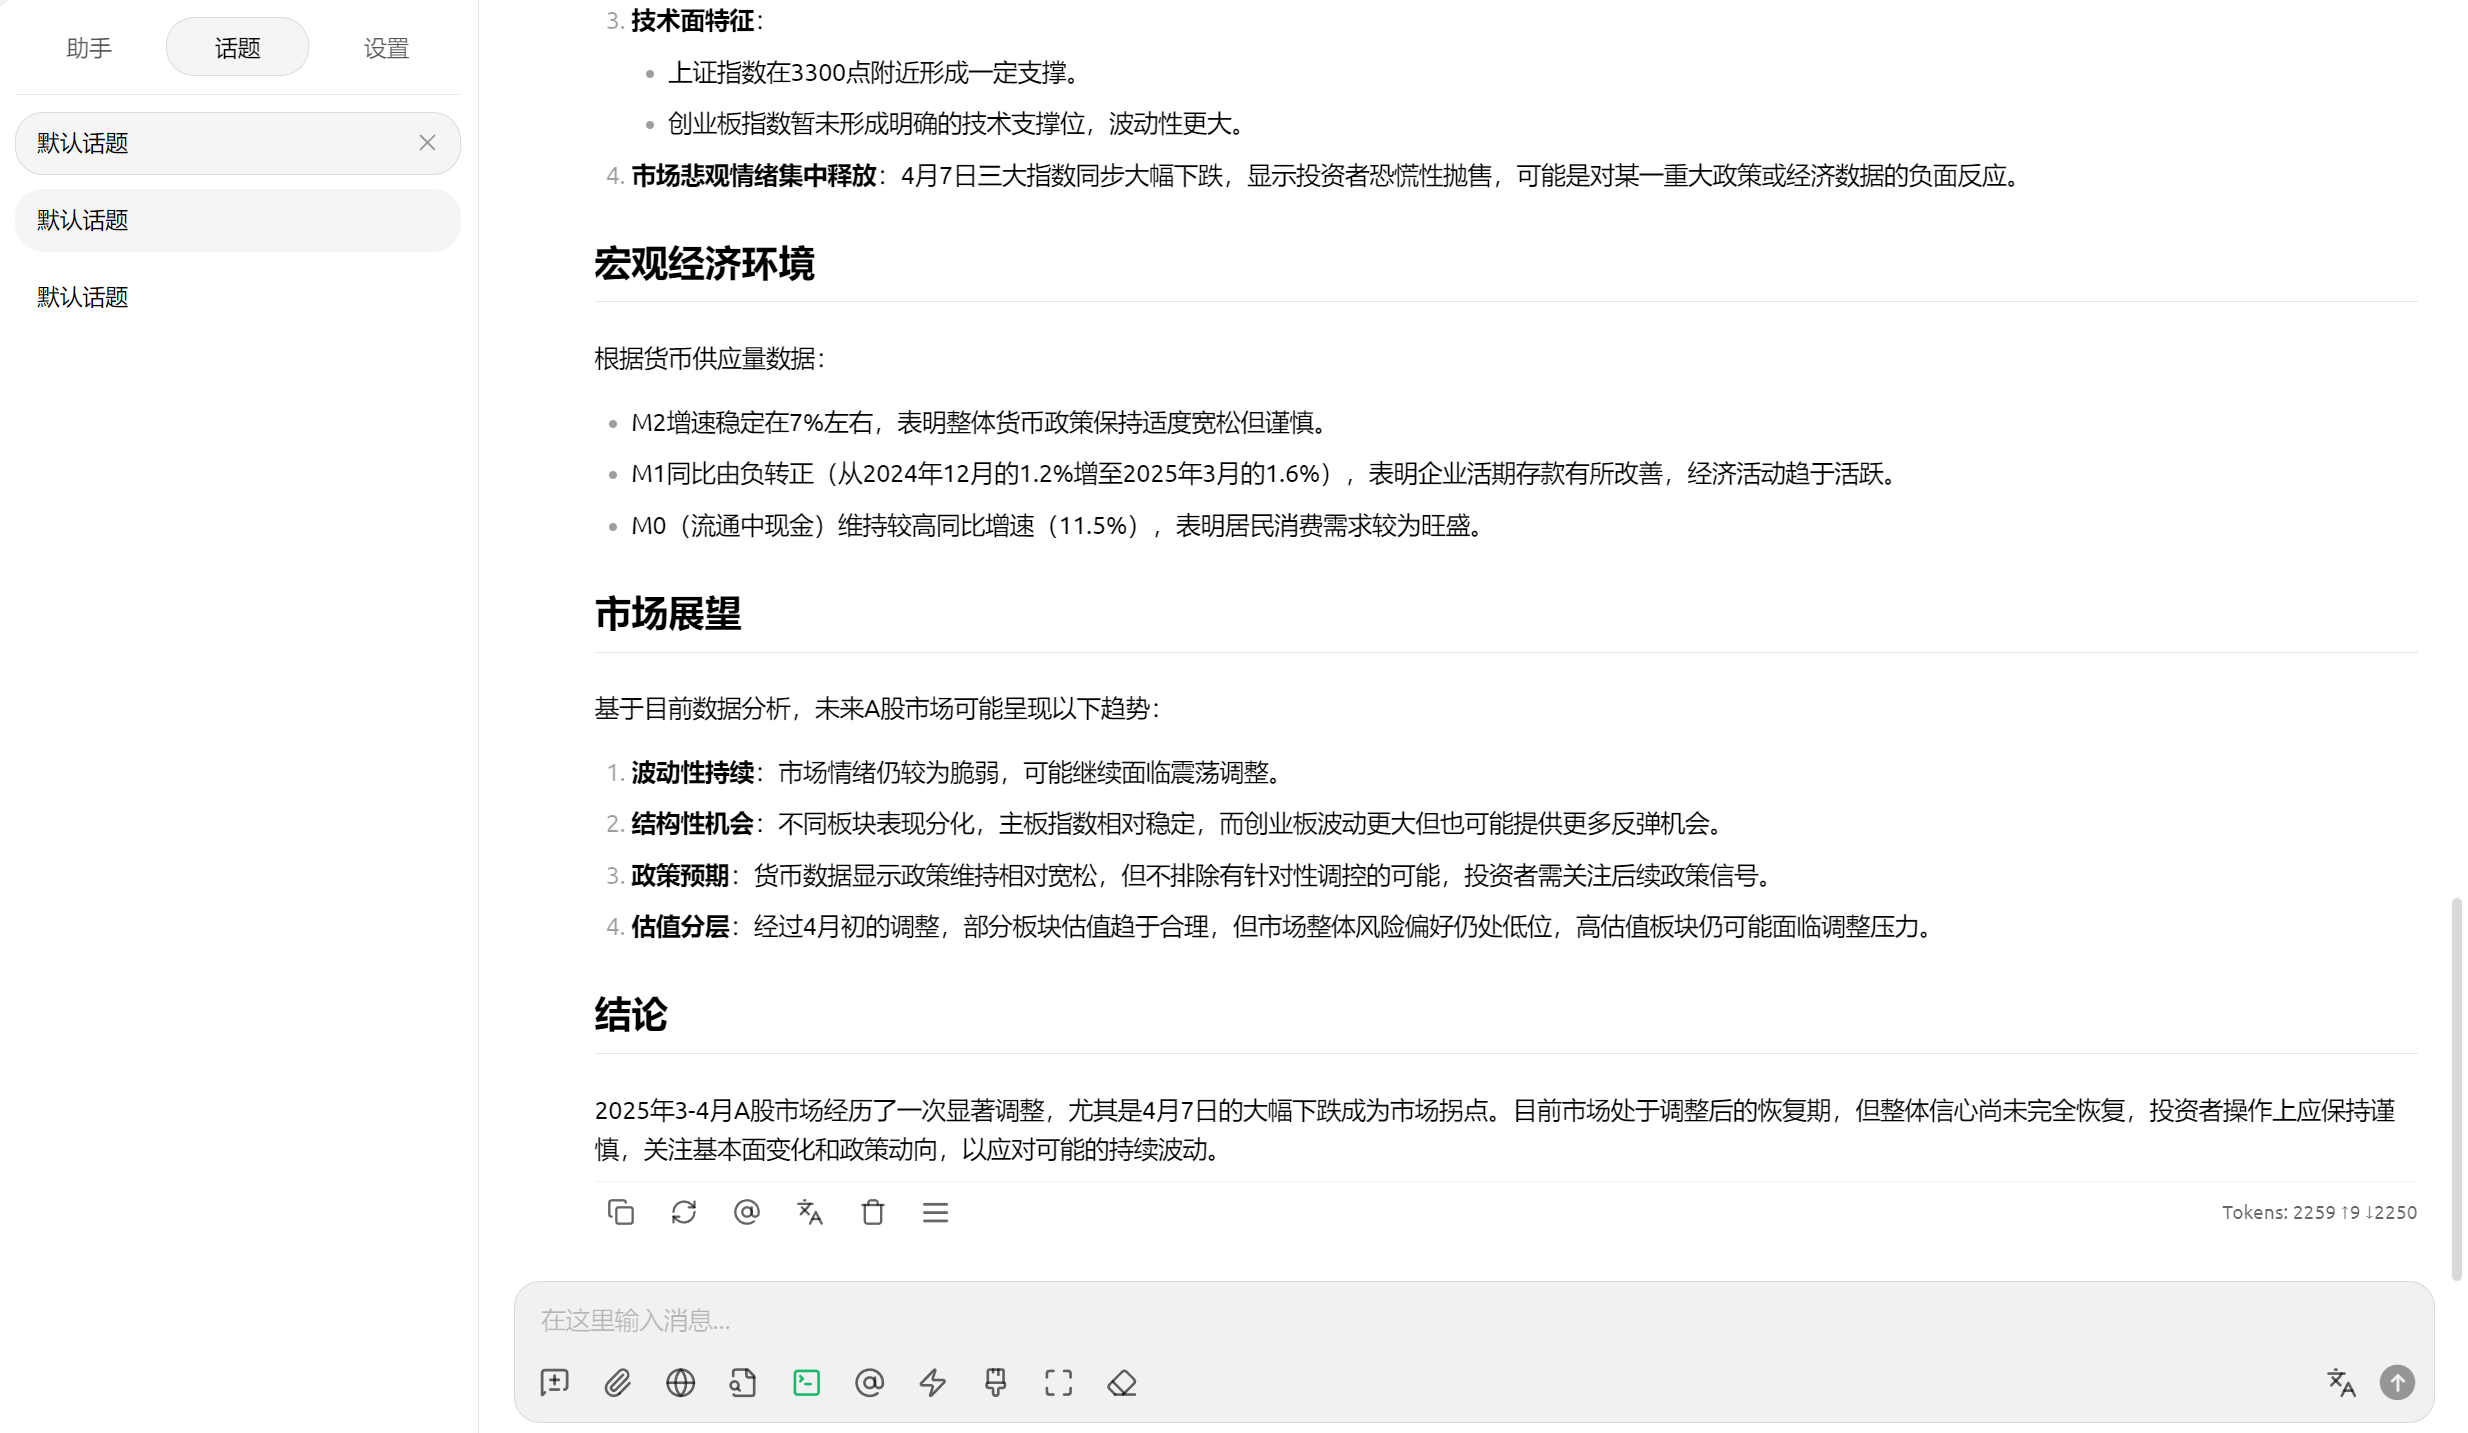 助手
话题
设置
默认话题
默认话题
默认话题
3. 技术面特征：
上证指数在3300点附近形成一定支撑。
创业板指数暂未形成明确的技术支撑位，波动性更大。
4. 市场悲观情绪集中释放：4月7日三大指数同步大幅下跌，显示投资者恐慌性抛售，可能是对某一重大政策或经济数据的负面反应。
宏观经济环境
根据货币供应量数据：
M2增速稳定在7%左右，表明整体货币政策保持适度宽松但谨慎。
M1同比由负转正（从2024年12月的1.2%增至2025年3月的1.6%），表明企业活期存款有所改善，经济活动趋于活跃。
M0（流通中现金）维持较高同比增速（11.5%），表明居民消费需求较为旺盛。
市场展望
基于目前数据分析，未来A股市场可能呈现以下趋势：
1. 波动性持续：市场情绪仍较为脆弱，可能继续面临震荡调整。
2. 结构性机会：不同板块表现分化，主板指数相对稳定，而创业板波动更大但也可能提供更多反弹机会。
3. 政策预期：货币数据显示政策维持相对宽松，但不排除有针对性调控的可能，投资者需关注后续政策信号。
4. 估值分层：经过4月初的调整，部分板块估值趋于合理，但市场整体风险偏好仍处低位，高估值板块仍可能面临调整压力。
结论
2025年3-4月A股市场经历了一次显著调整，尤其是4月7日的大幅下跌成为市场拐点。目前市场处于调整后的恢复期，但整体信心尚未完全恢复，投资者操作上应保持谨
慎，关注基本面变化和政策动向，以应对可能的持续波动。
Tokens: 2259 ↑9 ↓2250
在这里输入消息...